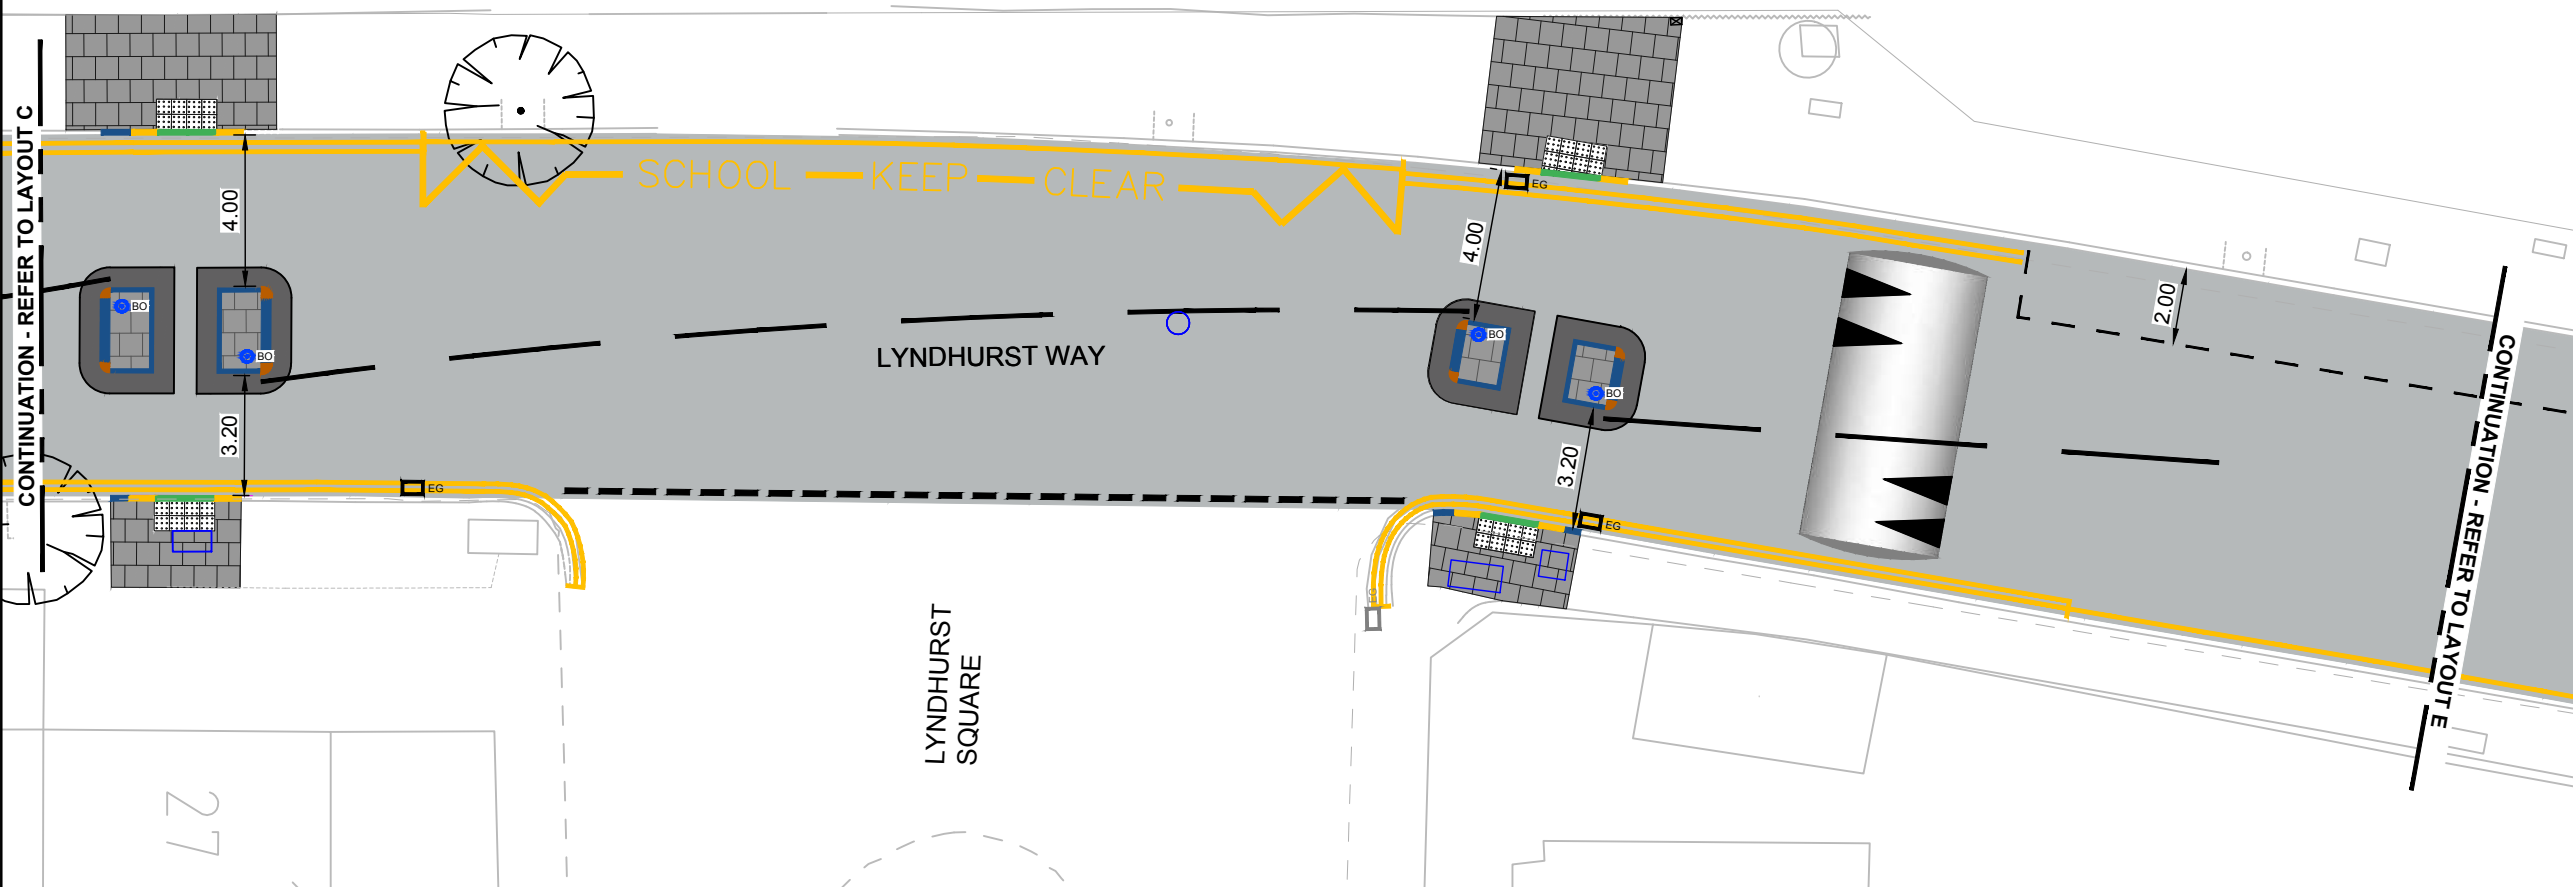 CONTINUATION - REFER TO LAYOUT C
4.00
BO
BO
3.20
EG
SCHOOL KEEP CLEAR
LYNDHURST WAY
EG
4.00
BO
BO
3.20
EG
EG
2.00
CONTINUATION - REFER TO LAYOUT E
LYNDHURST
SQUARE
27